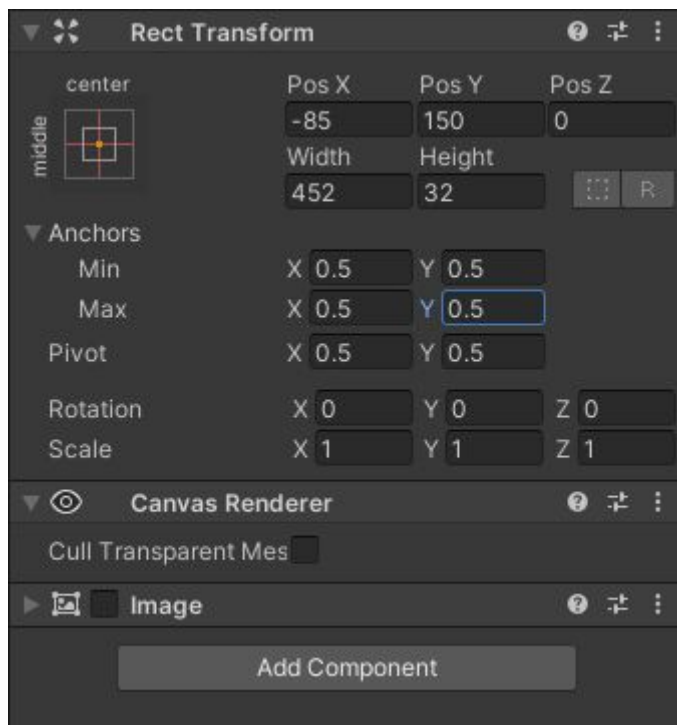 Rect Transform
center
middle
Pos X Pos Y Pos Z
-85 150 0
Width Height
452 32
R
Anchors
Min X 0.5 Y 0.5
Max X 0.5 Y 0.5
Pivot X 0.5 Y 0.5
Rotation X 0 Y 0 Z 0
Scale X 1 Y 1 Z 1
Canvas Renderer
Cull Transparent Mes
Image
Add Component